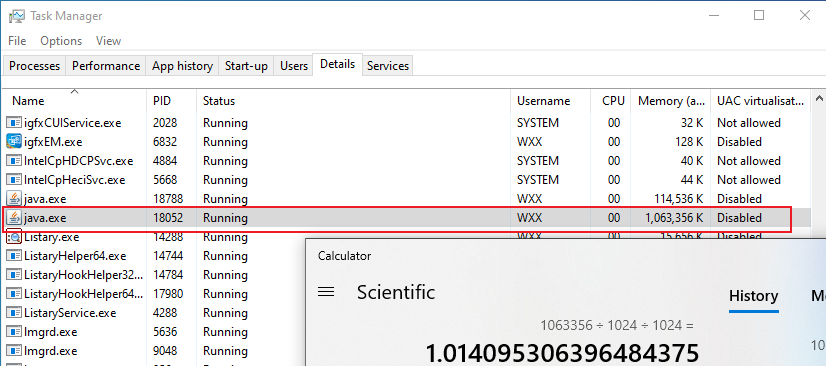 Task Manager
File Options View
Processes Performance App history Start-up Users Details Services
Name PID Status Username CPU Memory (a... UAC virtualisat...
igfxCUIService.exe 2028 Running SYSTEM 00 32 K Not allowed
igfxEM.exe 6832 Running WXX 00 128 K Disabled
IntelCpHDCPSvc.exe 4884 Running SYSTEM 00 40 K Not allowed
IntelCpHeciSvc.exe 5668 Running SYSTEM 00 44 K Not allowed
java.exe 18788 Running WXX 00 114,536 K Disabled
java.exe 18052 Running WXX 00 1,063,356 K Disabled
Listary.exe 14288 Running WXX 00 15,656 K Disabled
ListaryHelper64.exe 14744 Running
ListaryHookHelper32... 14784 Running
ListaryHookHelper64... 17980 Running
ListaryService.exe 4288 Running
lmgrd.exe 5636 Running
lmgrd.exe 9048 Running
Calculator
Scientific
History
1063356 ÷ 1024 ÷ 1024 =
1.014095306396484375